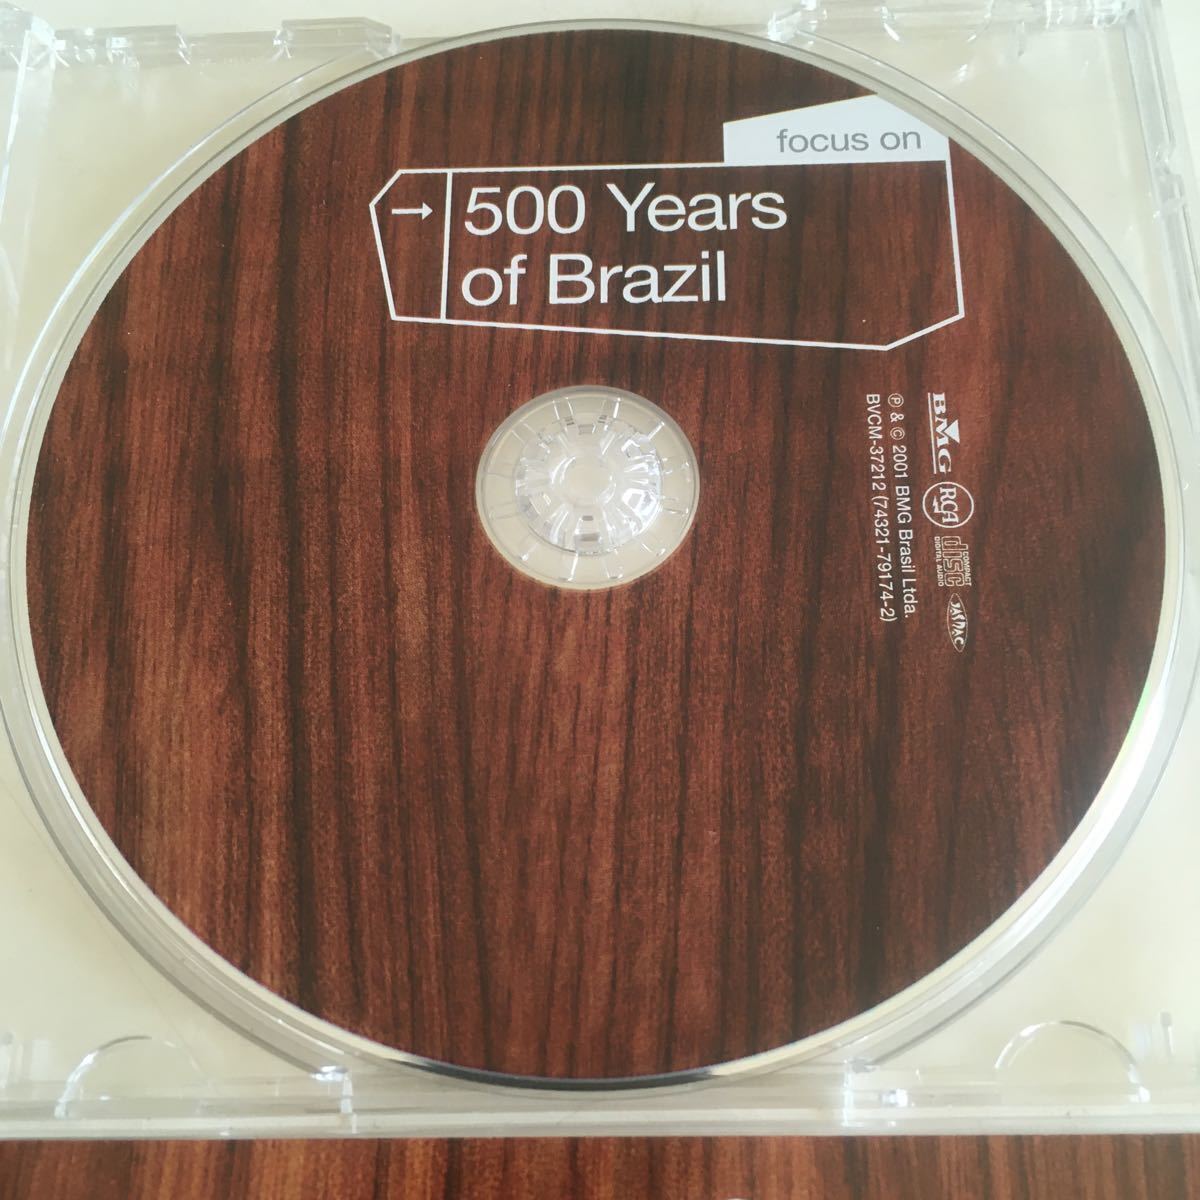 focus on
→ 500 Years
of Brazil
BMG RCA COMPACT disc DIGITAL AUDIO JASRAC
℗ & © 2001 BMG Brasil Ltda.
BVCM-37212 (74321-79174-2)